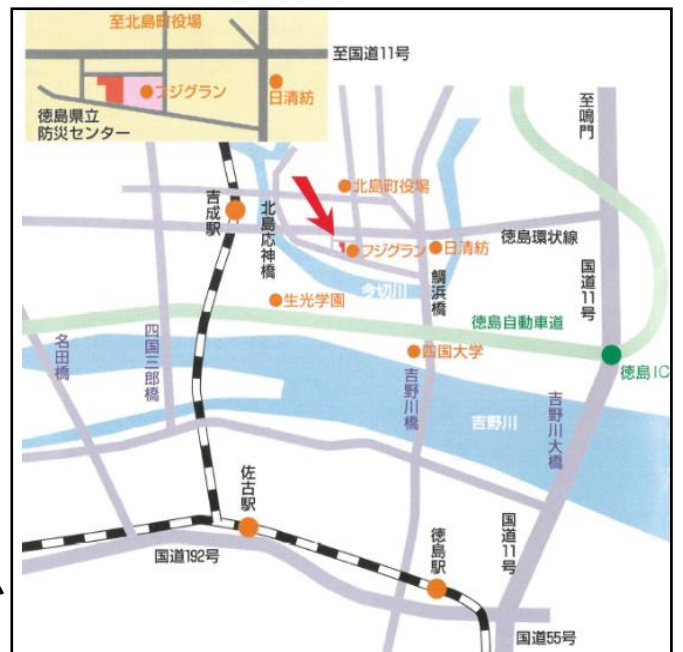 至北島町役場
至国道11号
フジグラン
日清紡
徳島県立
防災センター
至鳴門
北島町役場
吉成駅
北島応神橋
フジグラン
日清紡
徳島環状線
国道11号
今切川
鯛浜橋
生光学園
徳島自動車道
名田橋
四国三郎橋
四国大学
徳島IC
吉野川橋
吉野川
吉野川大橋
佐古駅
国道192号
徳島駅
国道11号
国道55号